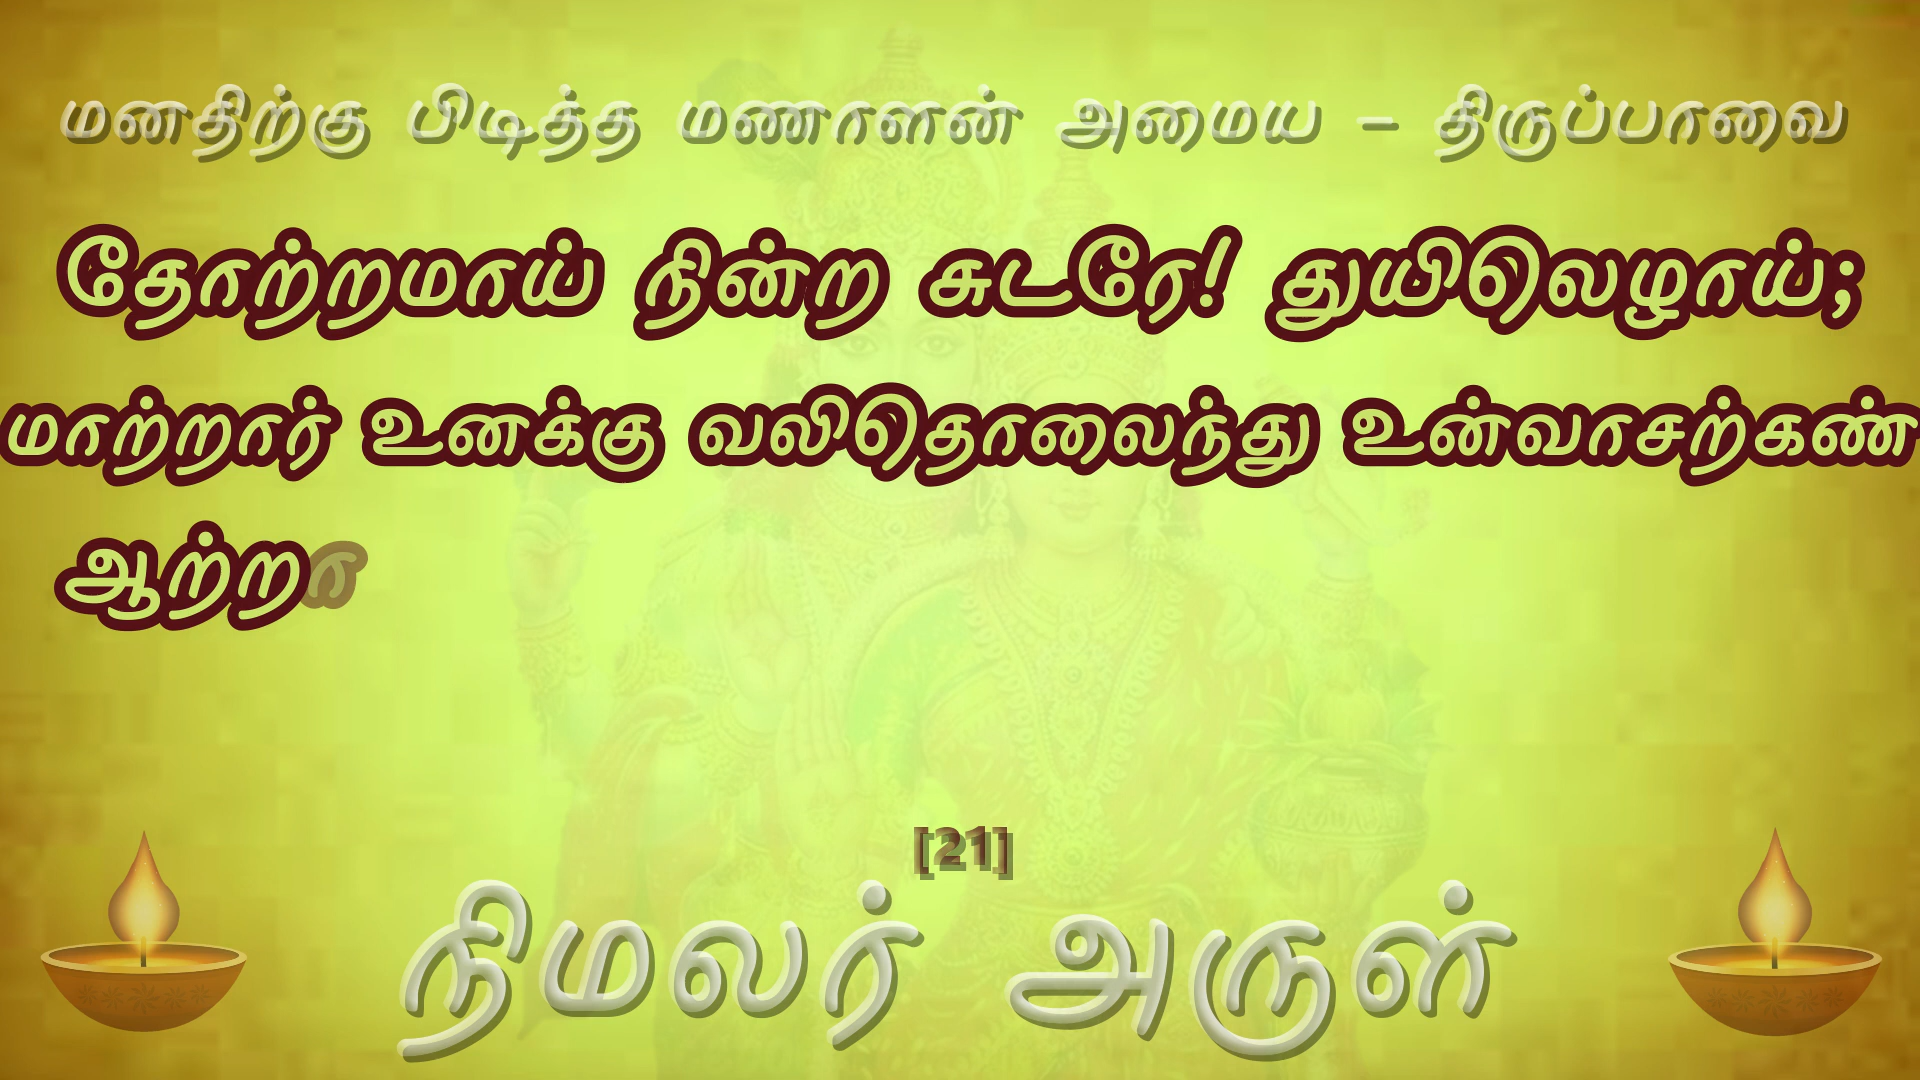 மனதிற்கு பிடித்த மணாளன் அமைய - திருப்பாவை
தோற்றமாய் நின்ற சுடரே! துயிலெழாய்;
மாற்றார் உனக்கு வலிதொலைந்து உன்வாசற்கண்
ஆற்றா
[21]
நிமலர் அருள்